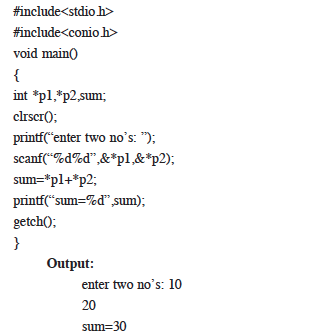 #include<stdio.h>
#include<conio.h>
void main()
{
int *p1,*p2,sum;
clrscr();
printf(“enter two no’s: ”);
scanf(“%d%d”,&*p1,&*p2);
sum=*p1+*p2;
printf(“sum=%d”,sum);
getch();
}
Output:
enter two no’s: 10
20
sum=30